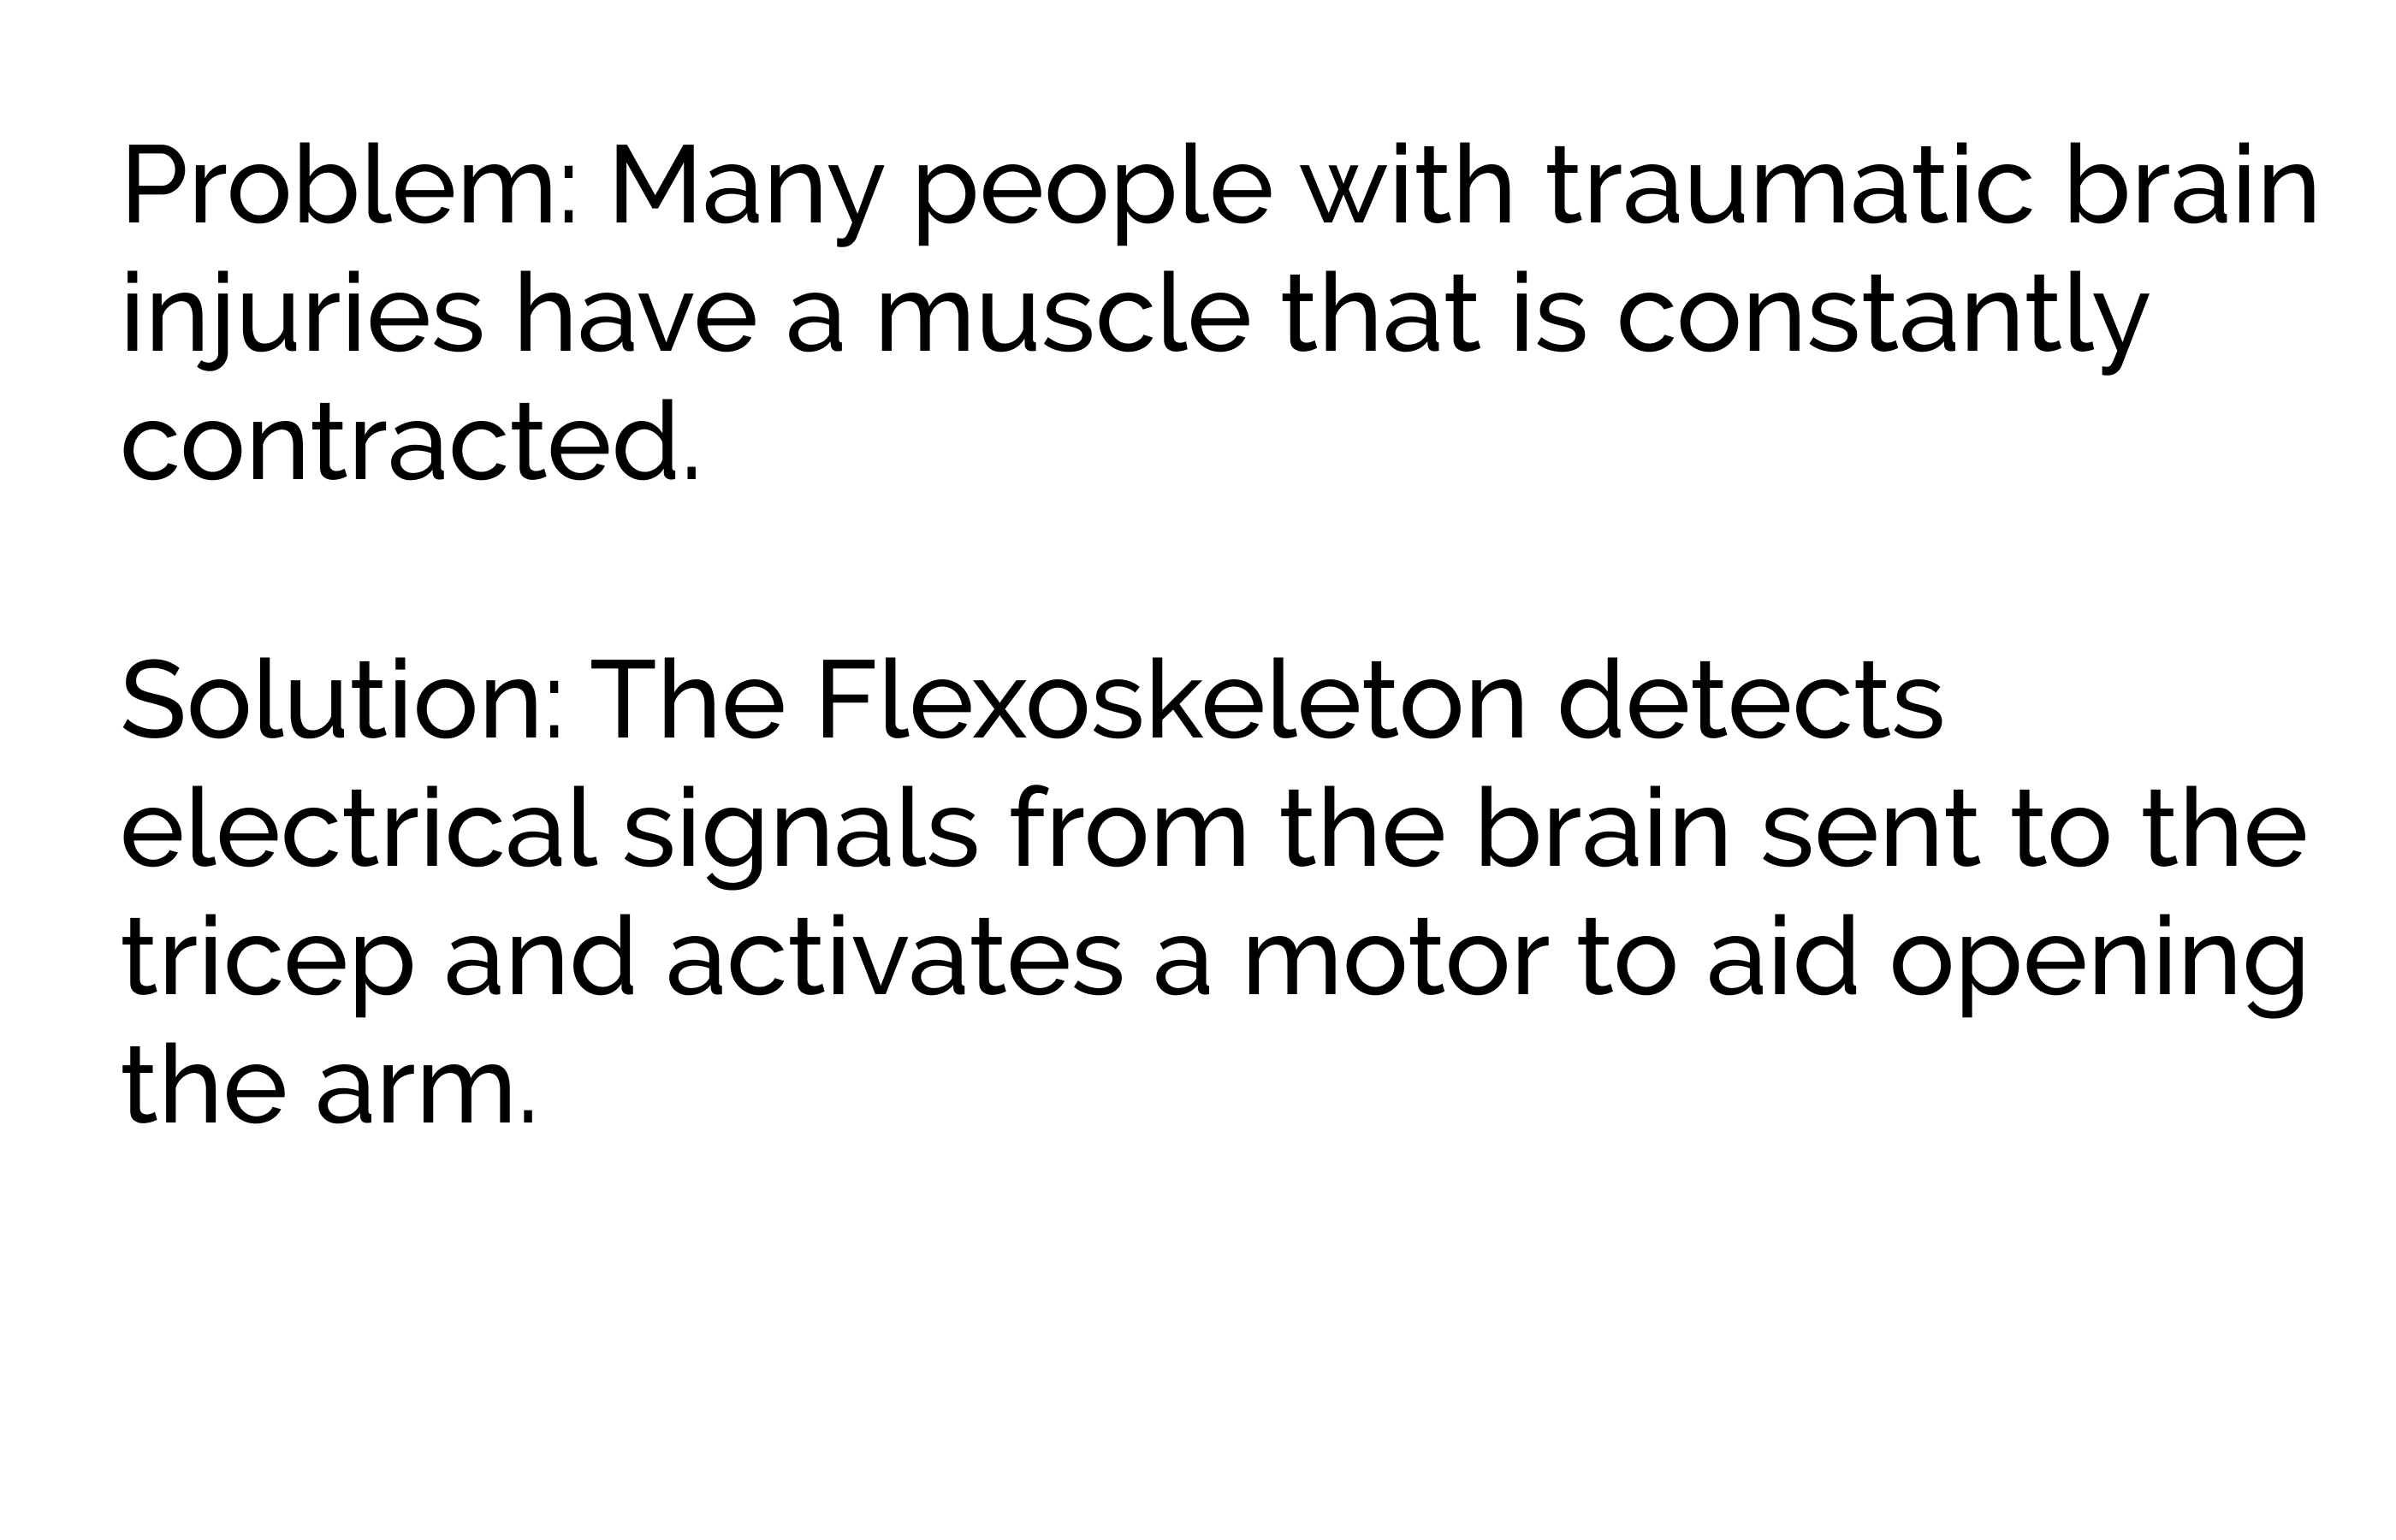 Problem: Many people with traumatic brain
injuries have a muscle that is constantly
contracted.
Solution: The Flexoskeleton detects
electrical signals from the brain sent to the
tricep and activates a motor to aid opening
the arm.